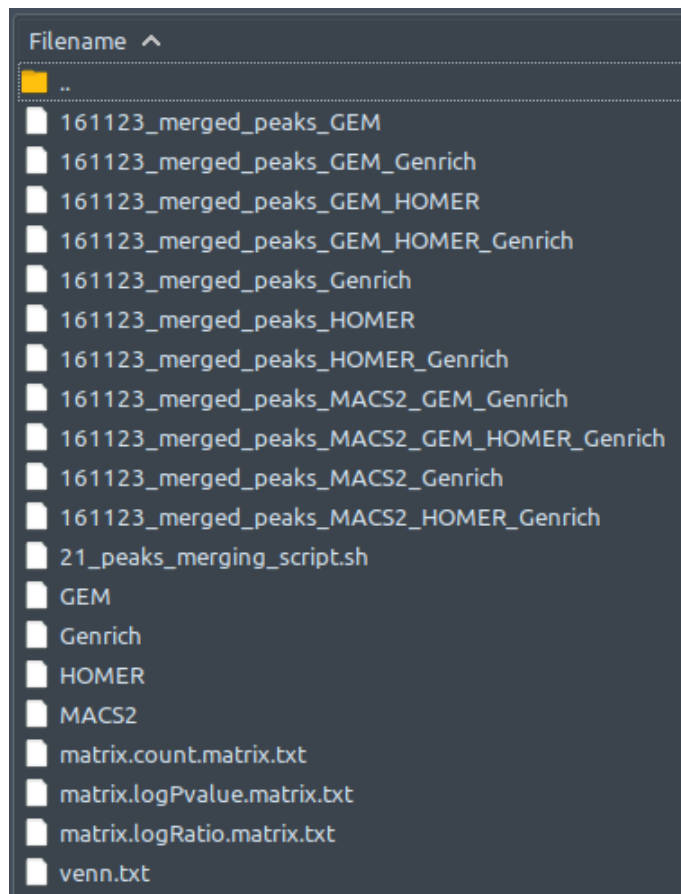 Filename
..
161123_merged_peaks_GEM
161123_merged_peaks_GEM_Genrich
161123_merged_peaks_GEM_HOMER
161123_merged_peaks_GEM_HOMER_Genrich
161123_merged_peaks_Genrich
161123_merged_peaks_HOMER
161123_merged_peaks_HOMER_Genrich
161123_merged_peaks_MACS2_GEM_Genrich
161123_merged_peaks_MACS2_GEM_HOMER_Genrich
161123_merged_peaks_MACS2_Genrich
161123_merged_peaks_MACS2_HOMER_Genrich
21_peaks_merging_script.sh
GEM
Genrich
HOMER
MACS2
matrix.count.matrix.txt
matrix.logPvalue.matrix.txt
matrix.logRatio.matrix.txt
venn.txt